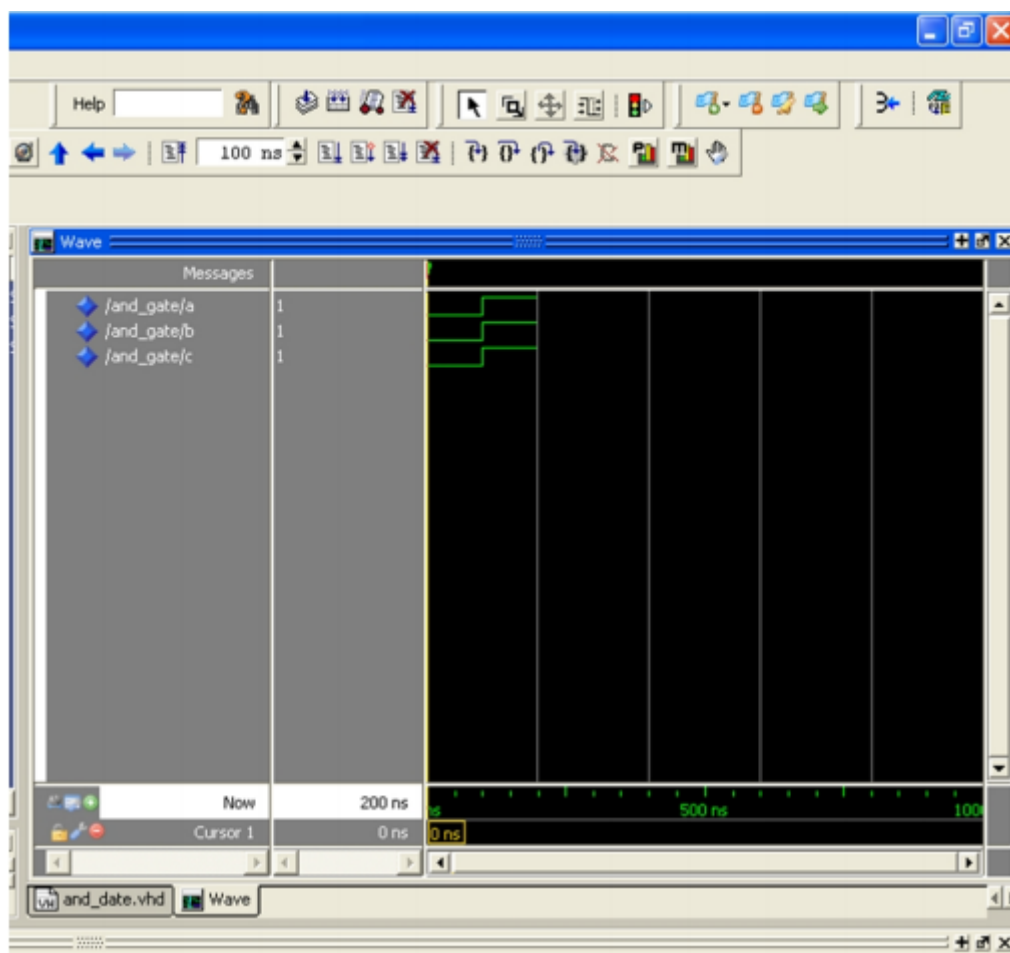 Help
100 ns
Wave
Messages
/and_gate/a 1
/and_gate/b 1
/and_gate/c 1
Now 200 ns
500 ns
Cursor 1 0 ns 0 ns
and_date.vhd Wave